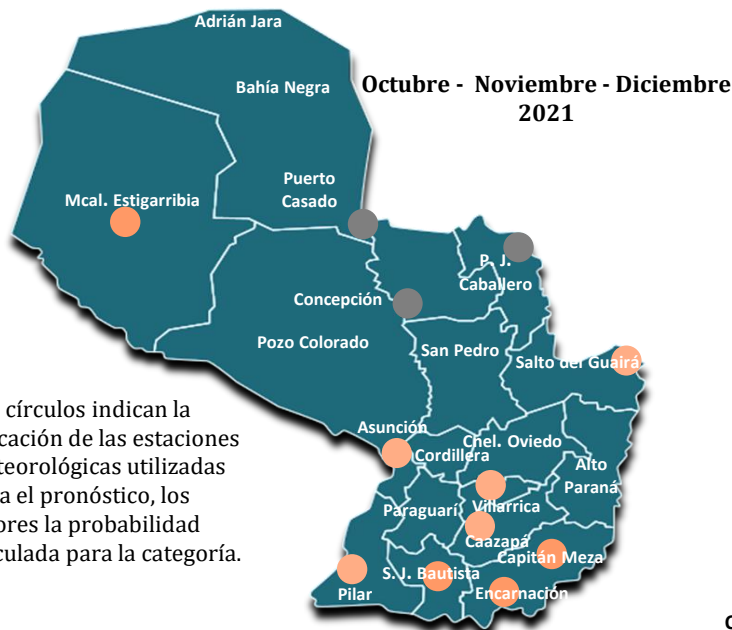 Adrián Jara
Octubre - Noviembre - Diciembre
2021
Bahía Negra
Puerto
Casado
Mcal. Estigarribia
P. J.
Caballero
Concepción
Pozo Colorado
San Pedro
Salto del Guairá
círculos indican la
cación de las estaciones
teorológicas utilizadas
a el pronóstico, los
ores la probabilidad
culada para la categoría.
Asunción
Cnel. Oviedo
Cordillera
Alto
Paraná
Paraguarí
Villarrica
Caazapá
Capitán Meza
S. J. Bautista
Pilar
Encarnación